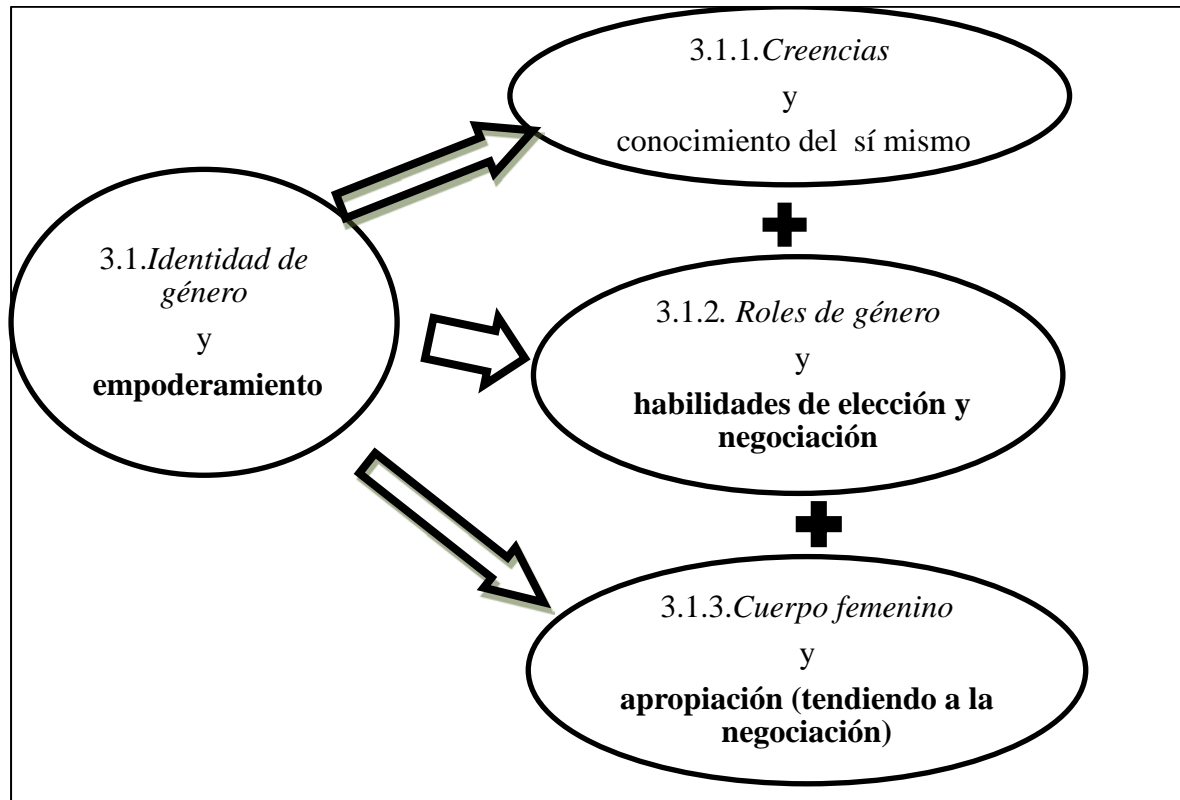 3.1.1.Creencias
y
conocimiento del sí mismo
3.1.Identidad de
género
y
empoderamiento
3.1.2. Roles de género
y
habilidades de elección y
negociación
3.1.3.Cuerpo femenino
y
apropiación (tendiendo a la
negociación)